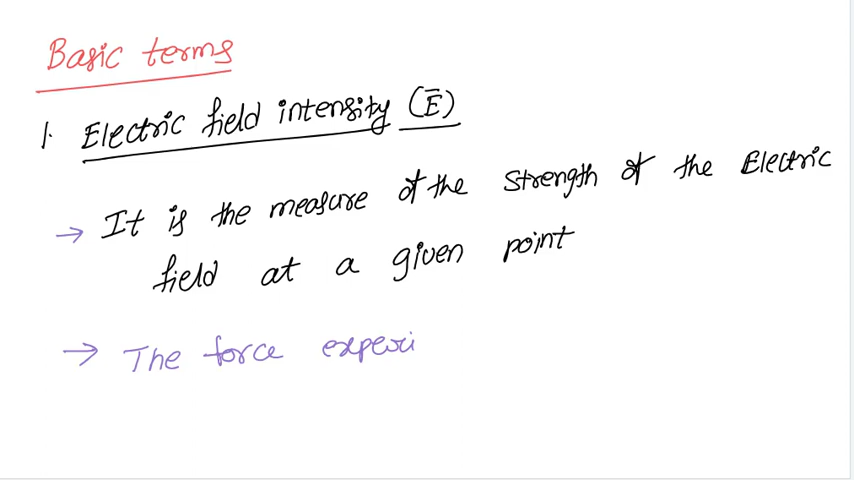 Basic terms
1. Electric field intensity (Ē)
→ It is the measure of the strength of the Electric
field at a given point
→ The force experi